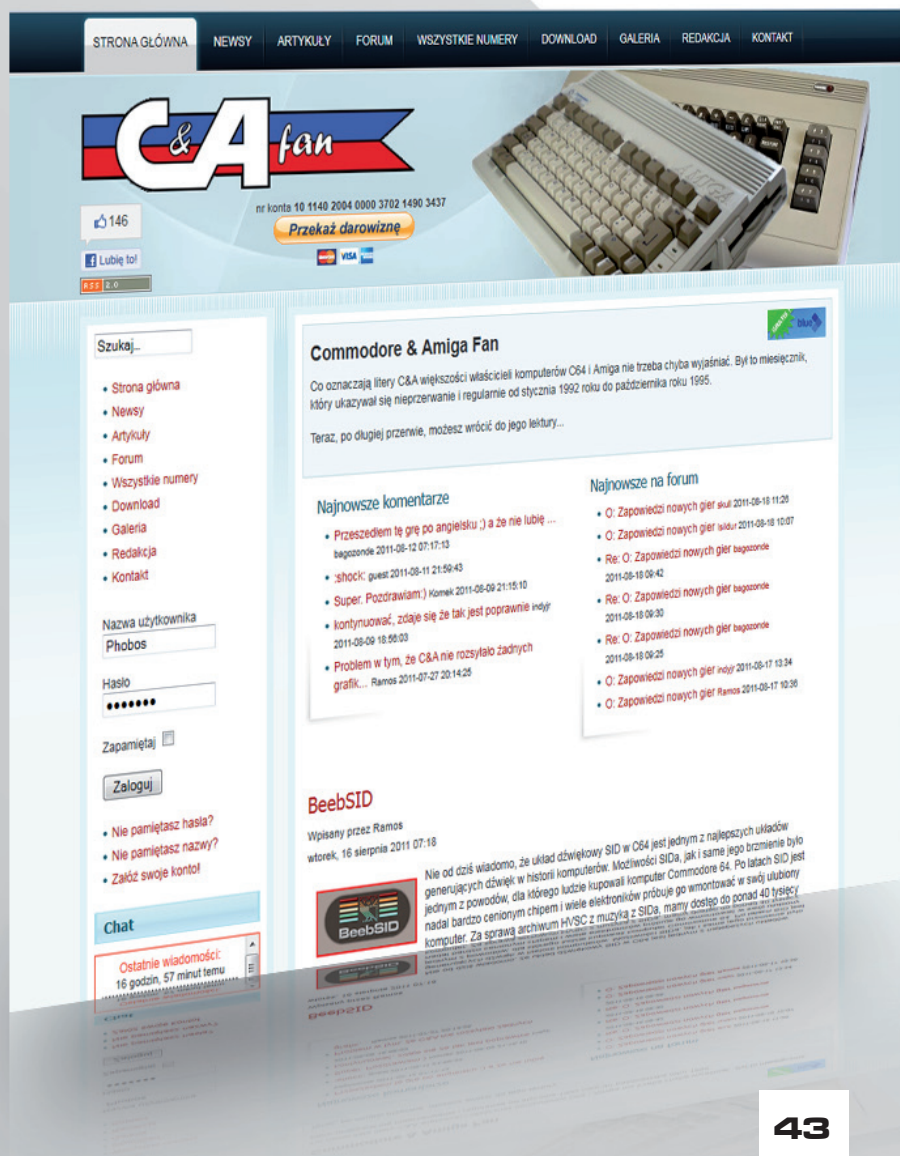 STRONA GŁÓWNA NEWSY ARTYKUŁY FORUM WSZYSTKIE NUMERY DOWNLOAD GALERIA REDAKCJA KONTAKT
C&A fan
AMIGA
nr konta 10 1140 2004 0000 3702 1490 3437
Przekaż darowiznę
VISA
146
Lubię to!
RSS 2.0
Szukaj...
• Strona główna
• Newsy
• Artykuły
• Forum
• Wszystkie numery
• Download
• Galeria
• Redakcja
• Kontakt
Nazwa użytkownika
Phobos
Hasło
•••••••
Zapamiętaj
Zaloguj
• Nie pamiętasz hasła?
• Nie pamiętasz nazwy?
• Załóż swoje konto!
Chat
Ostatnie wiadomości:
16 godzin, 57 minut temu
blue
Commodore & Amiga Fan
Co oznaczają litery C&A większości właścicieli komputerów C64 i Amiga nie trzeba chyba wyjaśniać. Był to miesięcznik,
który ukazywał się nieprzerwanie i regularnie od stycznia 1992 roku do października roku 1995.
Teraz, po długiej przerwie, możesz wrócić do jego lektury...
Najnowsze komentarze
• Przeszedłem tę grę po angielsku ;) a że nie lubię ...
bagozonde 2011-08-12 07:17:13
• :shock: guest 2011-08-11 21:59:43
• Super. Pozdrawiam:) Komek 2011-08-09 21:15:10
• kontynuować, zdaje się że tak jest poprawnie indyjr
2011-08-09 18:56:03
• Problem w tym, że C&A nie rozsyłało żadnych
grafik... Ramos 2011-07-27 20:14:25
Najnowsze na forum
• O: Zapowiedzi nowych gier skull 2011-08-18 11:26
• O: Zapowiedzi nowych gier Isildur 2011-08-18 10:07
• Re: O: Zapowiedzi nowych gier bagozonde
2011-08-18 09:42
• Re: O: Zapowiedzi nowych gier bagozonde
2011-08-18 09:30
• Re: O: Zapowiedzi nowych gier bagozonde
2011-08-18 09:25
• O: Zapowiedzi nowych gier indyjr 2011-08-17 13:34
• O: Zapowiedzi nowych gier Ramos 2011-08-17 10:36
BeebSID
Wpisany przez Ramos
wtorek, 16 sierpnia 2011 07:18
BeebSID
Nie od dziś wiadomo, że układ dźwiękowy SID w C64 jest jednym z najlepszych układów
generujących dźwięk w historii komputerów. Możliwości SIDa, jak i same jego brzmienie było
jednym z powodów, dla którego ludzie kupowali komputer Commodore 64. Po latach SID jest
nadal bardzo cenionym chipem i wiele elektroników próbuje go wmontować w swój ulubiony
komputer. Za sprawą archiwum HVSC z muzyką z SIDa, mamy dostęp do ponad 40 tysięcy
43